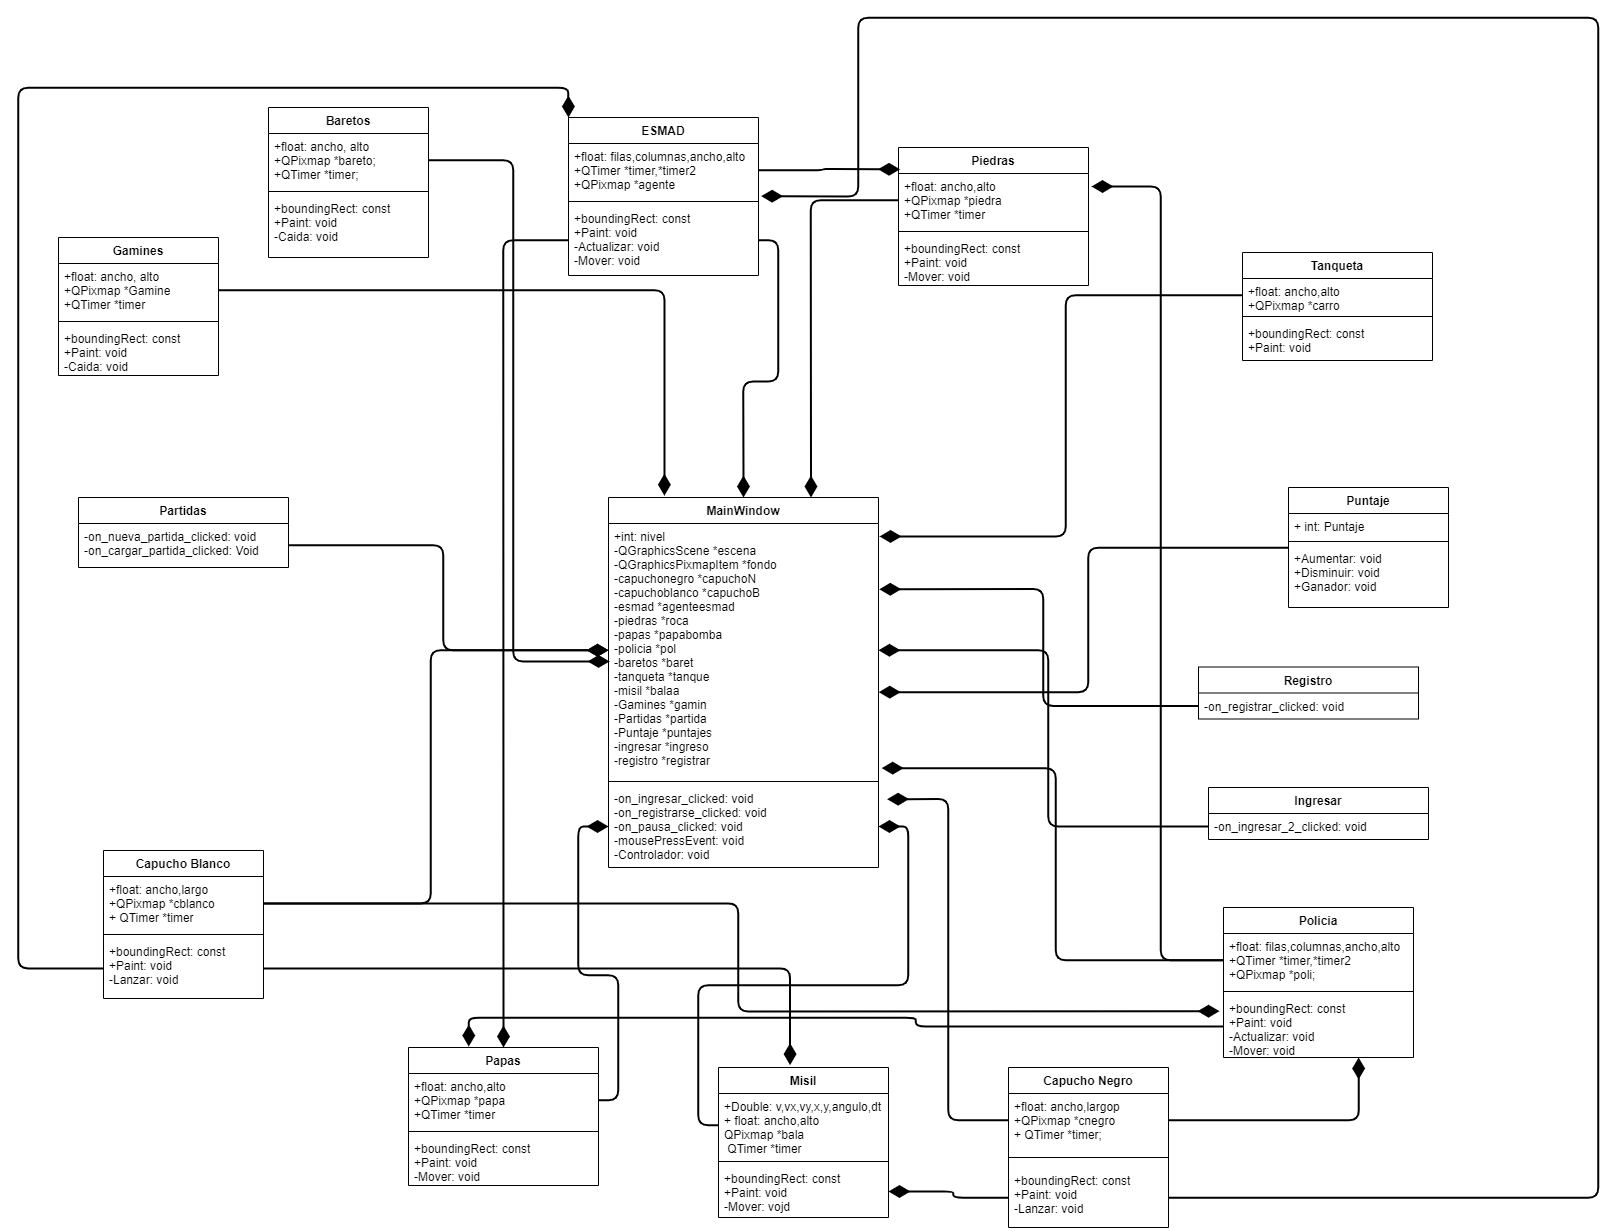 Baretos
+float: ancho, alto
+QPixmap *bareto;
+QTimer *timer;
+boundingRect: const
+Paint: void
-Caida: void
ESMAD
+float: filas,columnas,ancho,alto
+QTimer *timer,*timer2
+QPixmap *agente
+boundingRect: const
+Paint: void
-Actualizar: void
-Mover: void
Piedras
+float: ancho,alto
+QPixmap *piedra
+QTimer *timer
+boundingRect: const
+Paint: void
-Mover: void
Gamines
+float: ancho, alto
+QPixmap *Gamine
+QTimer *timer
+boundingRect: const
+Paint: void
-Caida: void
Tanqueta
+float: ancho,alto
+QPixmap *carro
+boundingRect: const
+Paint: void
Partidas
-on_nueva_partida_clicked: void
-on_cargar_partida_clicked: Void
MainWindow
+int: nivel
-QGraphicsScene *escena
-QGraphicsPixmapItem *fondo
-capuchonegro *capuchoN
-capuchoblanco *capuchoB
-esmad *agenteesmad
-piedras *roca
-papas *papabomba
-policia *pol
-baretos *baret
-tanqueta *tanque
-misil *balaa
-Gamines *gamin
-Partidas *partida
-Puntaje *puntajes
-ingresar *ingreso
-registro *registrar
-on_ingresar_clicked: void
-on_registrarse_clicked: void
-on_pausa_clicked: void
-mousePressEvent: void
-Controlador: void
Puntaje
+ int: Puntaje
+Aumentar: void
+Disminuir: void
+Ganador: void
Registro
-on_registrar_clicked: void
Ingresar
-on_ingresar_2_clicked: void
Capucho Blanco
+float: ancho,largo
+QPixmap *cblanco
+ QTimer *timer
+boundingRect: const
+Paint: void
-Lanzar: void
Policia
+float: filas,columnas,ancho,alto
+QTimer *timer,*timer2
+QPixmap *poli;
+boundingRect: const
+Paint: void
-Actualizar: void
-Mover: void
Papas
+float: ancho,alto
+QPixmap *papa
+QTimer *timer
+boundingRect: const
+Paint: void
-Mover: void
Misil
+Double: v,vx,vy,x,y,angulo,dt
+ float: ancho,alto
QPixmap *bala
QTimer *timer
+boundingRect: const
+Paint: void
-Mover: vojd
Capucho Negro
+float: ancho,largop
+QPixmap *cnegro
+ QTimer *timer;
+boundingRect: const
+Paint: void
-Lanzar: void